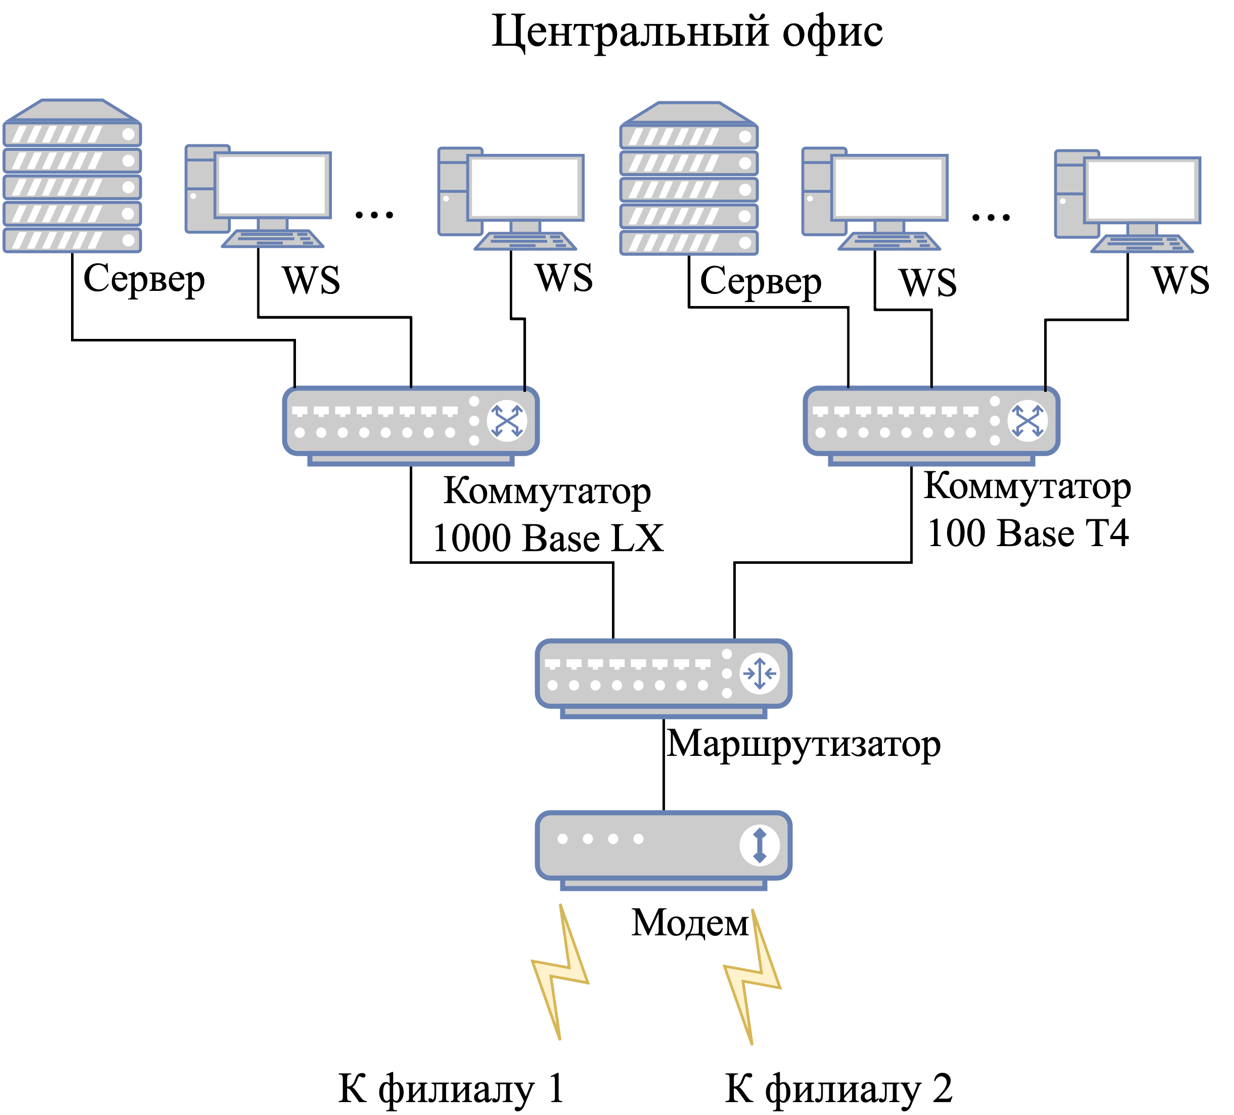 Центральный офис
...
...
Сервер
WS
WS
Сервер
WS
WS
Коммутатор
1000 Base LX
Коммутатор
100 Base T4
Маршрутизатор
Модем
К филиалу 1
К филиалу 2